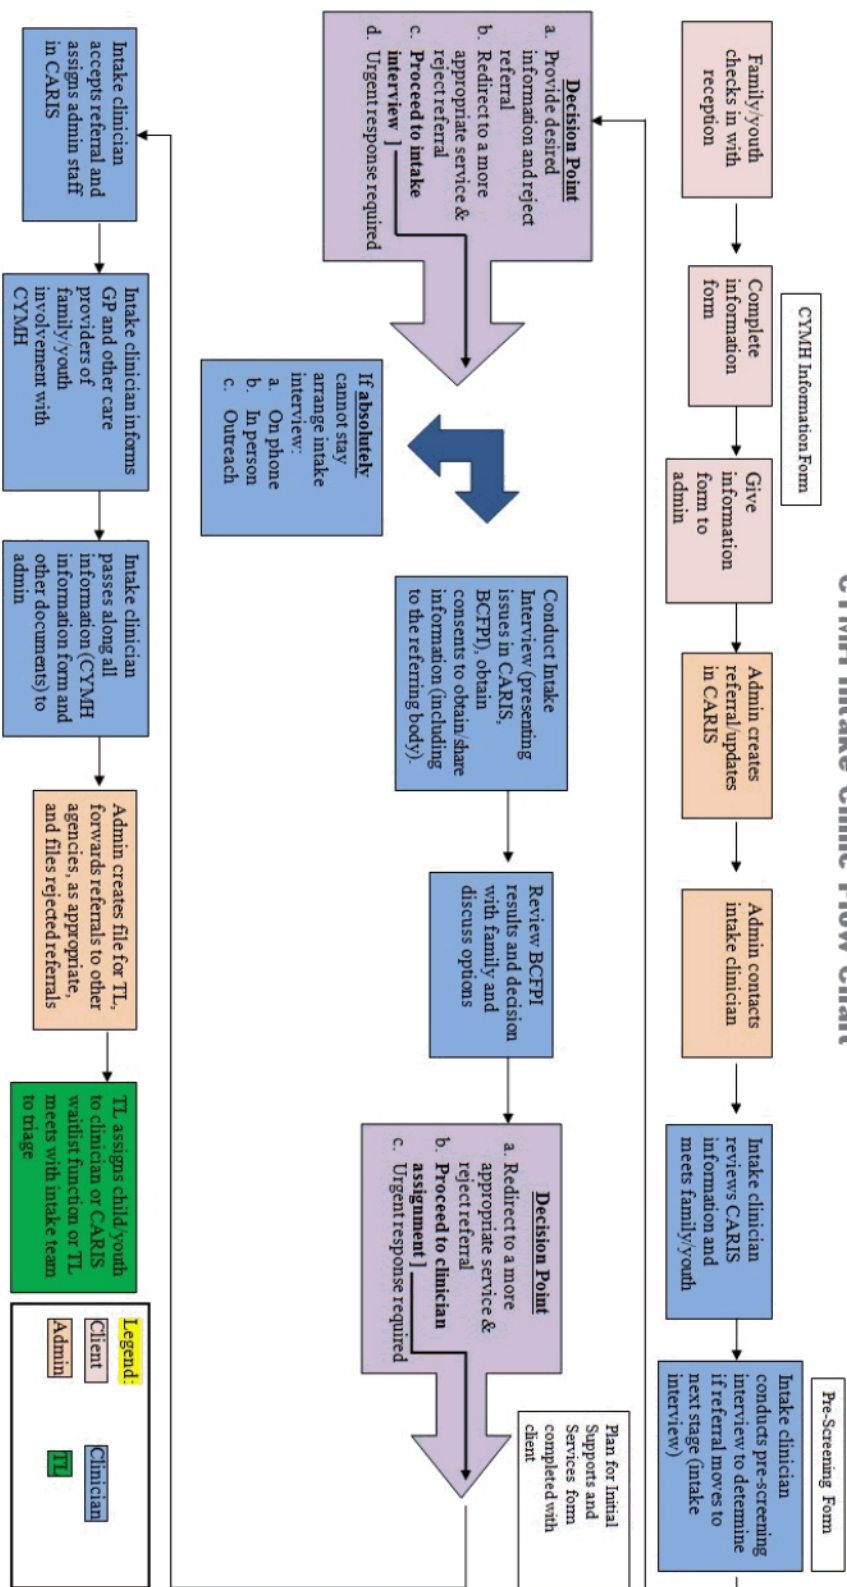 CYMH Intake Clinic Flow Chart
CYMH Information Form
Pre-Screening Form
Family/youth
checks in with
reception
Complete
information
form
Give
information
form to
admin
Admin creates
referral/updates
in CARIS
Admin contacts
intake clinician
Intake clinician
reviews CARIS
information and
meets family/youth
Intake clinician
conducts pre-screening
interview to determine
if referral moves to
next stage (intake
interview)
Decision Point
a. Provide desired
information and reject
referral
b. Redirect to a more
appropriate service &
reject referral
c. Proceed to intake
interview ]
d. Urgent response required
If absolutely
cannot stay
arrange intake
interview:
a. On phone
b. In person
c. Outreach
Conduct Intake
Interview (presenting
issues in CARIS,
BCFPI), obtain
consents to obtain/share
information (including
to the referring body).
Review BCFPI
results and decision
with family and
discuss options
Decision Point
a. Redirect to a more
appropriate service &
reject referral
b. Proceed to clinician
assignment ]
c. Urgent response required
Plan for Initial
Supports and
Services form
completed with
client
Intake clinician
accepts referral and
assigns admin staff
in CARIS
Intake clinician informs
GP and other care
providers of
family/youth
involvement with
CYMH
Intake clinician
passes along all
information (CYMH
information form and
other documents) to
admin
Admin creates file for TL,
forwards referrals to other
agencies, as appropriate,
and files rejected referrals
TL assigns child/youth
to clinician or CARIS
waitlist function or TL
meets with intake team
to triage
Legend:
Client
Clinician
Admin
TL